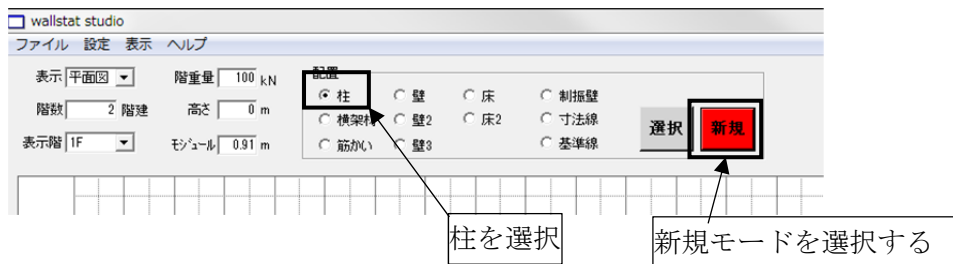 wallstat studio
ファイル 設定 表示 ヘルプ
表示 平面図 階重量 100 kN 配置
柱 壁 床 制振壁
階数 2 階建 高さ 0 m
横架材 壁2 床2 寸法線 選択 新規
表示階 1F モジュール 0.91 m
筋かい 壁3 基準線
柱を選択 新規モードを選択する